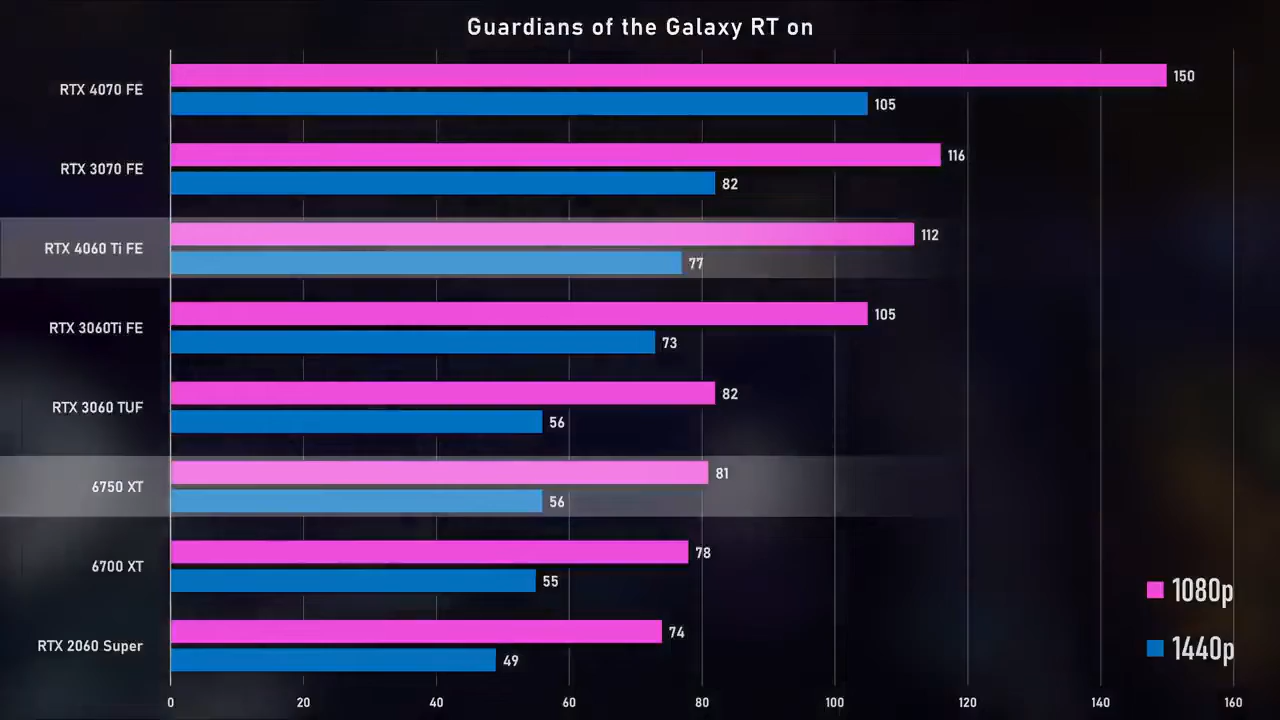 Guardians of the Galaxy RT on
RTX 4070 FE
150
105
RTX 3070 FE
116
82
RTX 4060 Ti FE
112
77
RTX 3060Ti FE
105
73
RTX 3060 TUF
82
56
6750 XT
81
56
6700 XT
78
55
RTX 2060 Super
74
49
1080p
1440p
0 20 40 60 80 100 120 140 160